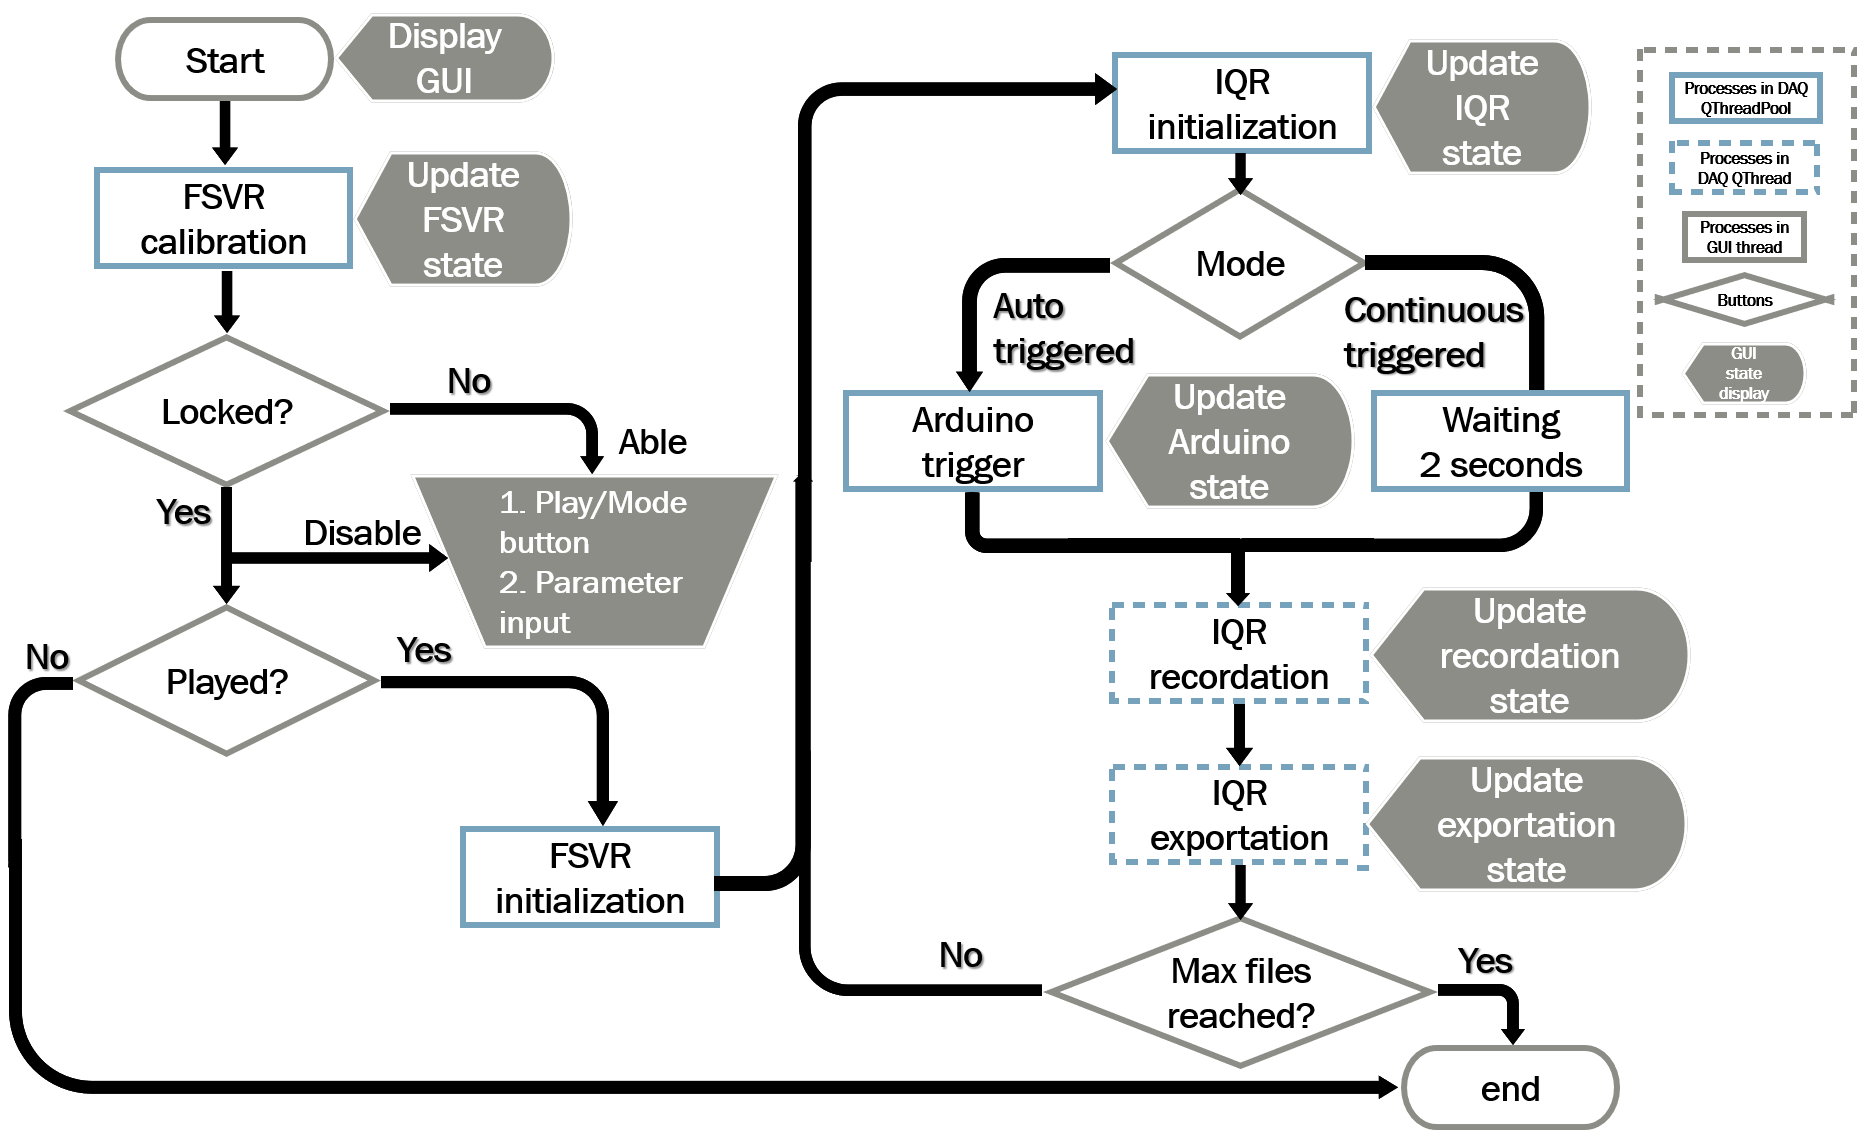 Start
Display
GUI
FSVR
calibration
Update
FSVR
state
Locked?
No
Able
Yes
Disable
1. Play/Mode
button
2. Parameter
input
Played?
No
Yes
FSVR
initialization
IQR
initialization
Update
IQR
state
Mode
Auto
triggered
Continuous
triggered
Arduino
trigger
Update
Arduino
state
Waiting
2 seconds
IQR
recordation
Update
recordation
state
IQR
exportation
Update
exportation
state
Max files
reached?
No
Yes
end
Processes in DAQ
QThreadPool
Processes in
DAQ QThread
Processes in
GUI thread
Buttons
GUI
state
display